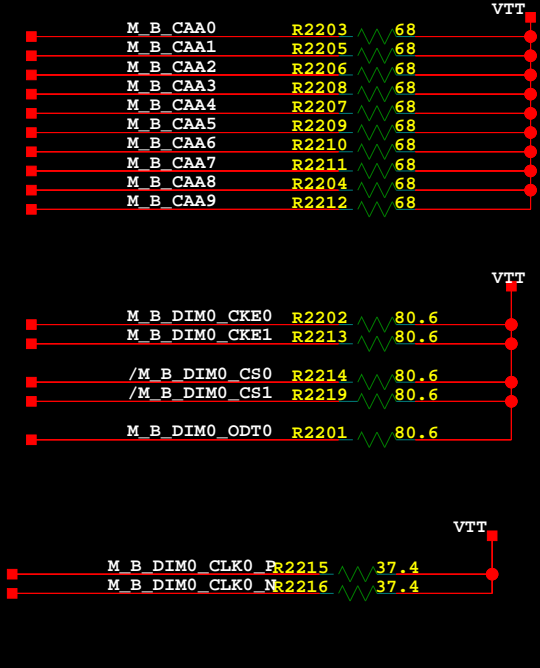 VTT
M_B_CAA0 R2203 68
M_B_CAA1 R2205 68
M_B_CAA2 R2206 68
M_B_CAA3 R2208 68
M_B_CAA4 R2207 68
M_B_CAA5 R2209 68
M_B_CAA6 R2210 68
M_B_CAA7 R2211 68
M_B_CAA8 R2204 68
M_B_CAA9 R2212 68
VTT
M_B_DIM0_CKE0 R2202 80.6
M_B_DIM0_CKE1 R2213 80.6
/M_B_DIM0_CS0 R2214 80.6
/M_B_DIM0_CS1 R2219 80.6
M_B_DIM0_ODT0 R2201 80.6
VTT
M_B_DIM0_CLK0_P R2215 37.4
M_B_DIM0_CLK0_N R2216 37.4